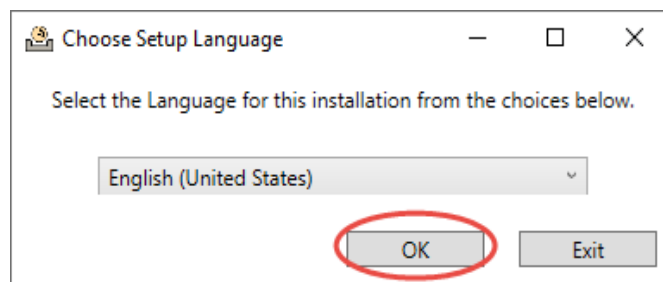 Choose Setup Language
Select the Language for this installation from the choices below.
English (United States)
OK Exit